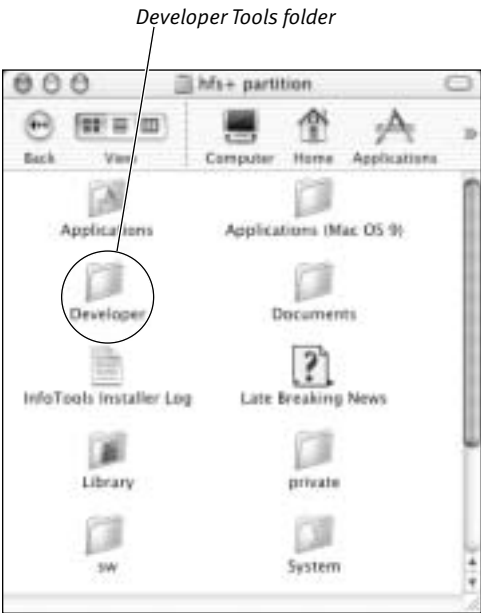 Developer Tools folder
hfs+ partition
Back View Computer Home Applications
Applications Applications (Mac OS 9)
Developer Documents
InfoTools Installer Log Late Breaking News
Library private
sw System